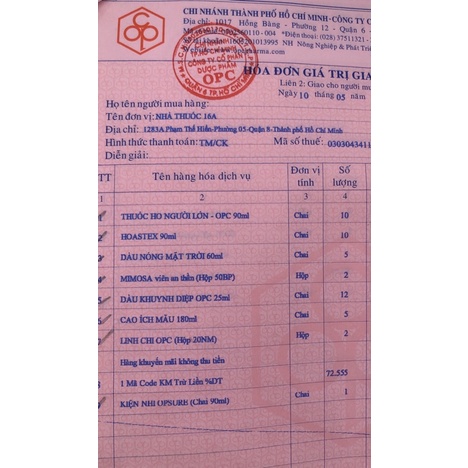 CHI NHÁNH THÀNH PHỐ HỒ CHÍ MINH-CÔNG TY C
Địa chỉ: 1017 Hồng Bàng - Phường 12 - Quận 6 -
HÓA ĐƠN GIÁ TRỊ GIA
Liên 2: Giao cho người mua
Ngày 10 tháng 05 năm
Họ tên người mua hàng:
Tên đơn vị: NHÀ THUỐC 16A
Địa chỉ: 1283A Phạm Thế Hiển-Phường 05-Quận 8-Thành phố Hồ Chí Minh
Hình thức thanh toán: TM/CK Mã số thuế: 0303043411
Diễn giải:
TT Tên hàng hóa dịch vụ Đơn vị tính Số lượng
1 2 3 4
THUỐC HO NGƯỜI LỚN - OPC 90ml Chai 10
HOASTEX 90ml Chai 10
DẦU NÓNG MẶT TRỜI 60ml Chai 5
MIMOSA viên an thần (Hộp 50BP) Hộp 2
DẦU KHUYNH DIỆP OPC 25ml Chai 12
CAO ÍCH MẪU 180ml Chai 5
LINH CHI OPC (Hộp 20NM) Hộp 2
Hàng khuyến mãi không thu tiền
1 Mã Code KM Trừ Liền %DT 72.555
KIỆN NHI OPSURE (Chai 90ml) Chai 1